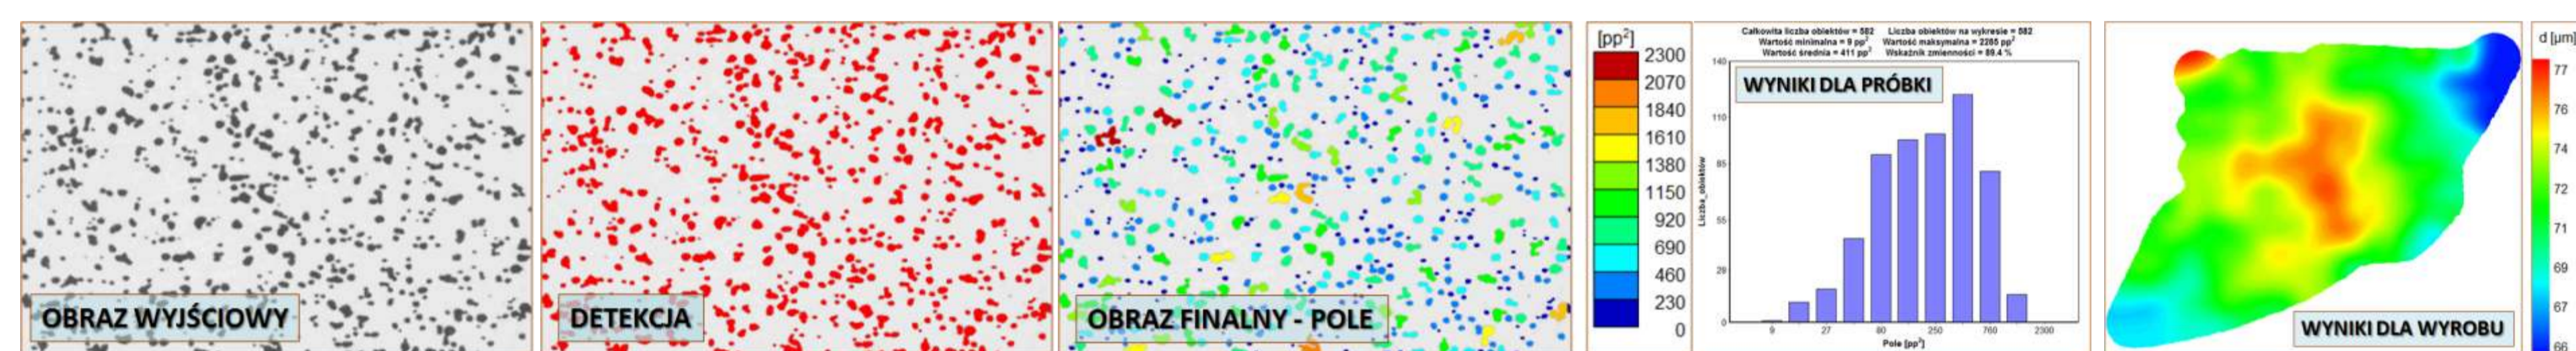 OBRAZ WYJŚCIOWY
DETEKCJA
OBRAZ FINALNY - POLE
[pp²]
2300
2070
1840
1610
1380
1150
920
690
460
230
0
Całkowita liczba obiektów = 582 Liczba obiektów na wykresie = 582
Wartość minimalna = 9 pp² Wartość maksymalna = 2285 pp²
Wartość średnia = 411 pp² Wskaźnik zmienności = 89.4 %
WYNIKI DLA PRÓBKI
Liczba_obiektów
140
110
85
55
29
0
9 27 80 250 760 2300
Pole [pp²]
WYNIKI DLA WYROBU
d [µm]
77
76
74
72
71
69
67
66